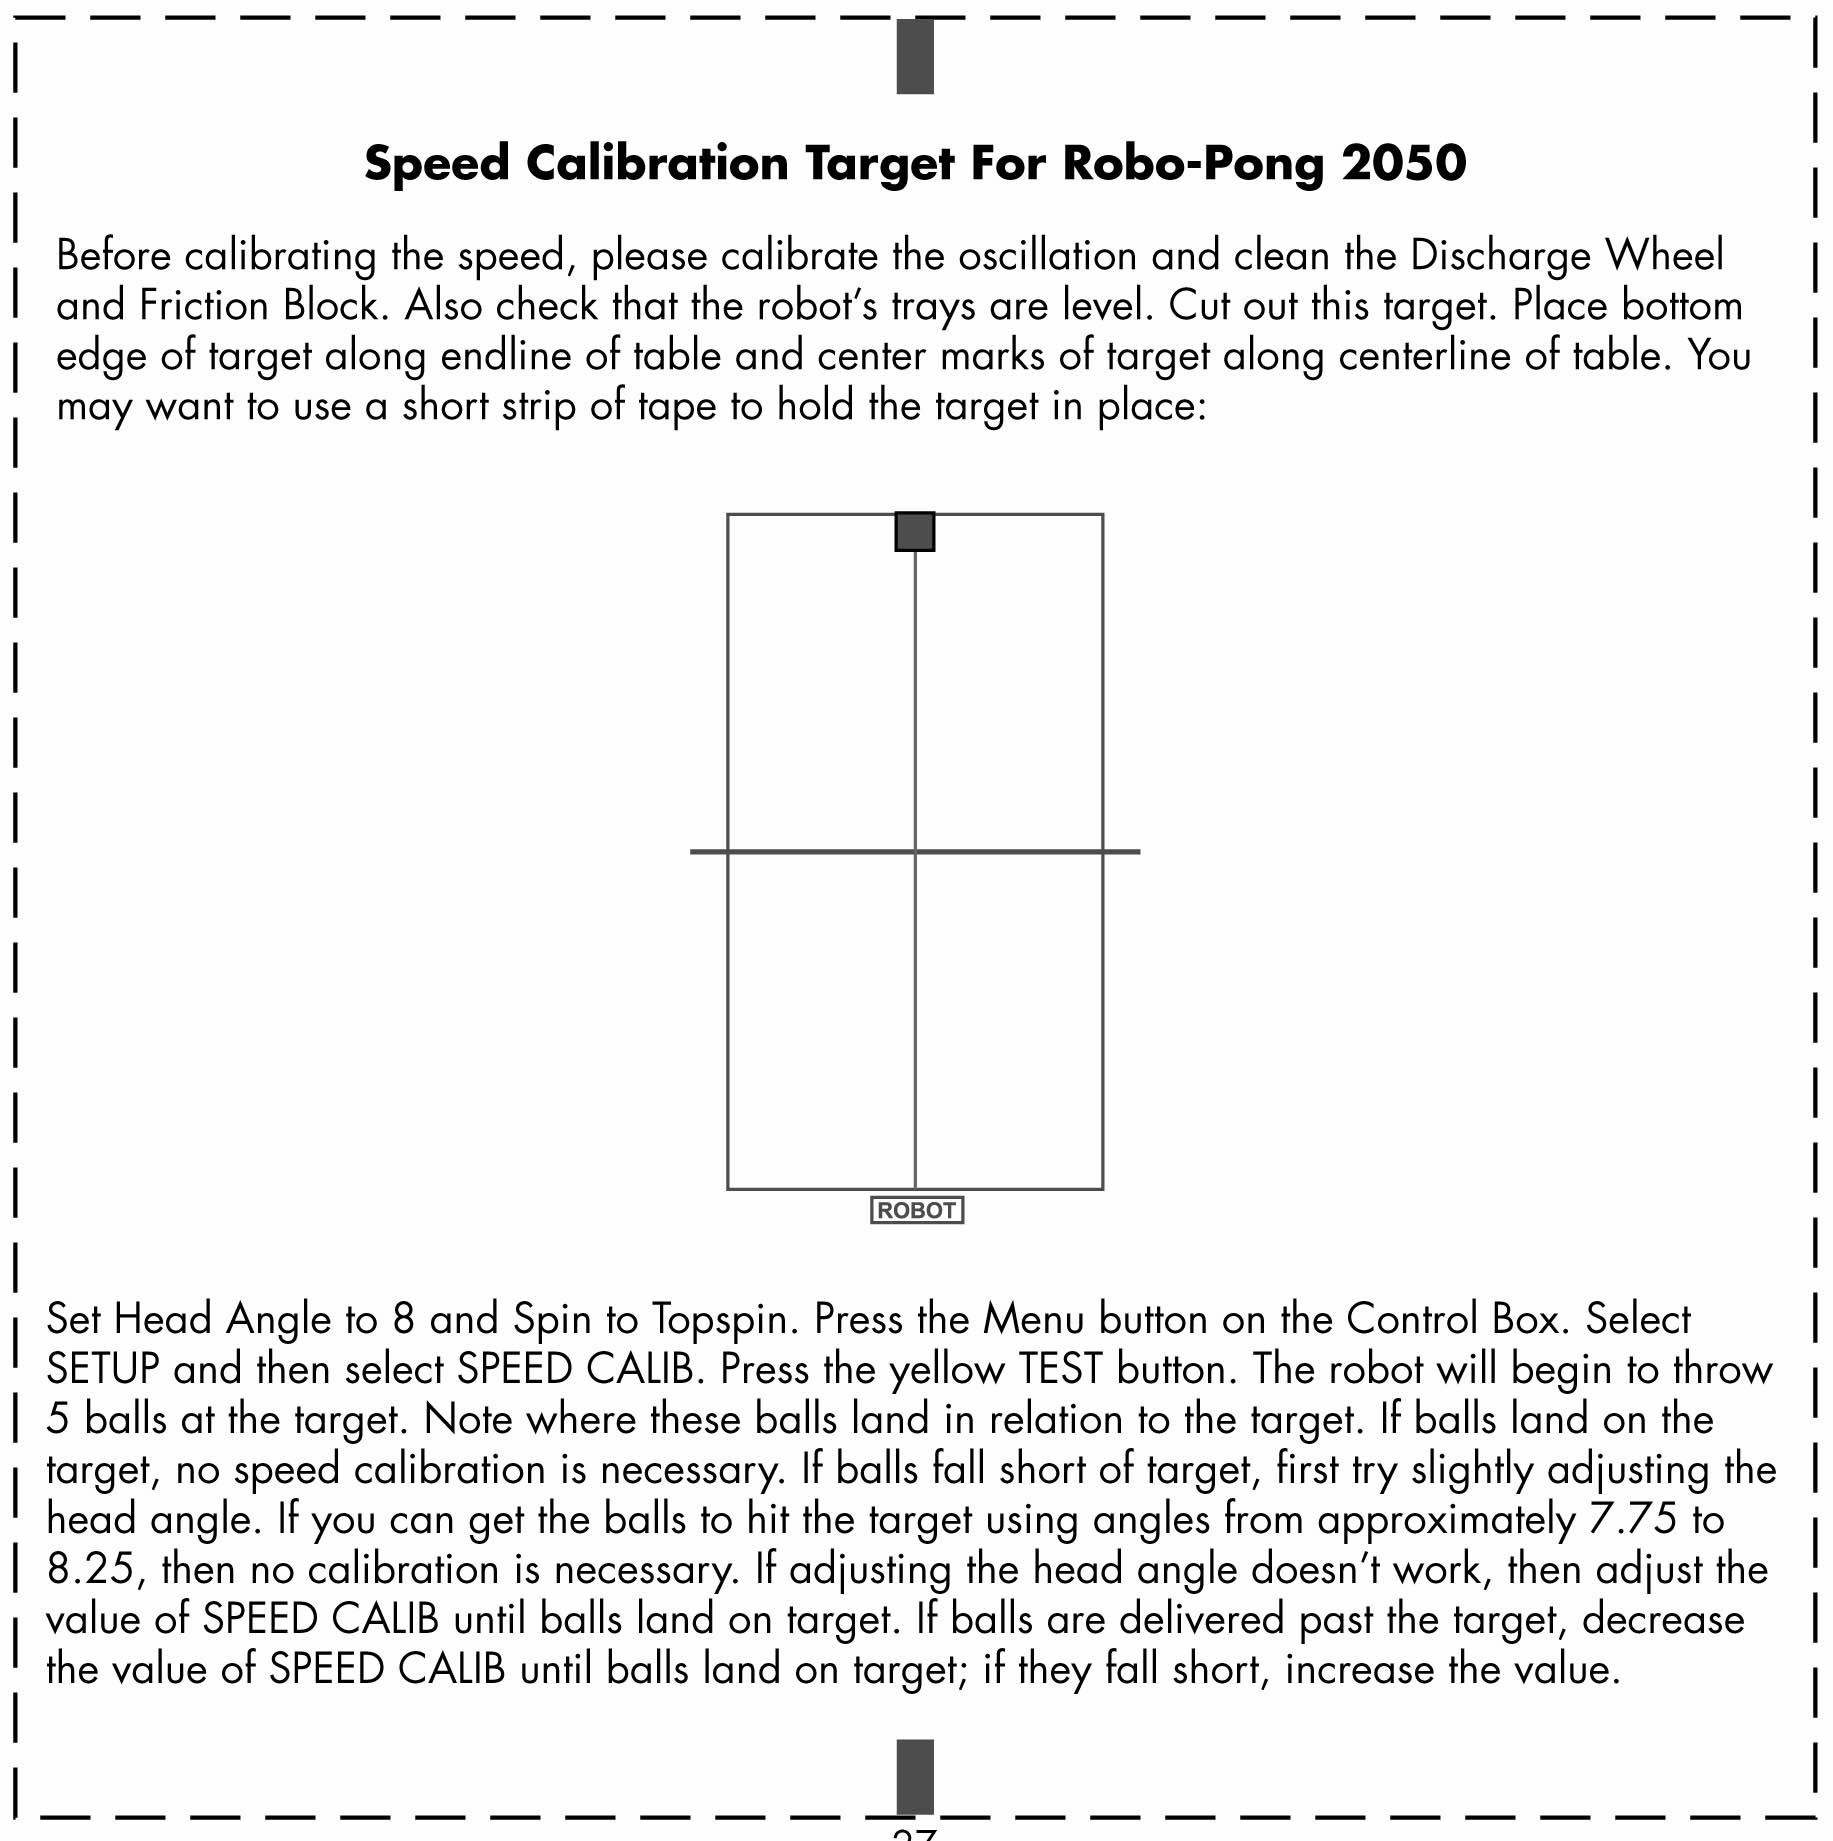 Speed Calibration Target For Robo-Pong 2050
Before calibrating the speed, please calibrate the oscillation and clean the Discharge Wheel
and Friction Block. Also check that the robot’s trays are level. Cut out this target. Place bottom
edge of target along endline of table and center marks of target along centerline of table. You
may want to use a short strip of tape to hold the target in place:
ROBOT
Set Head Angle to 8 and Spin to Topspin. Press the Menu button on the Control Box. Select
SETUP and then select SPEED CALIB. Press the yellow TEST button. The robot will begin to throw
5 balls at the target. Note where these balls land in relation to the target. If balls land on the
target, no speed calibration is necessary. If balls fall short of target, first try slightly adjusting the
head angle. If you can get the balls to hit the target using angles from approximately 7.75 to
8.25, then no calibration is necessary. If adjusting the head angle doesn’t work, then adjust the
value of SPEED CALIB until balls land on target. If balls are delivered past the target, decrease
the value of SPEED CALIB until balls land on target; if they fall short, increase the value.